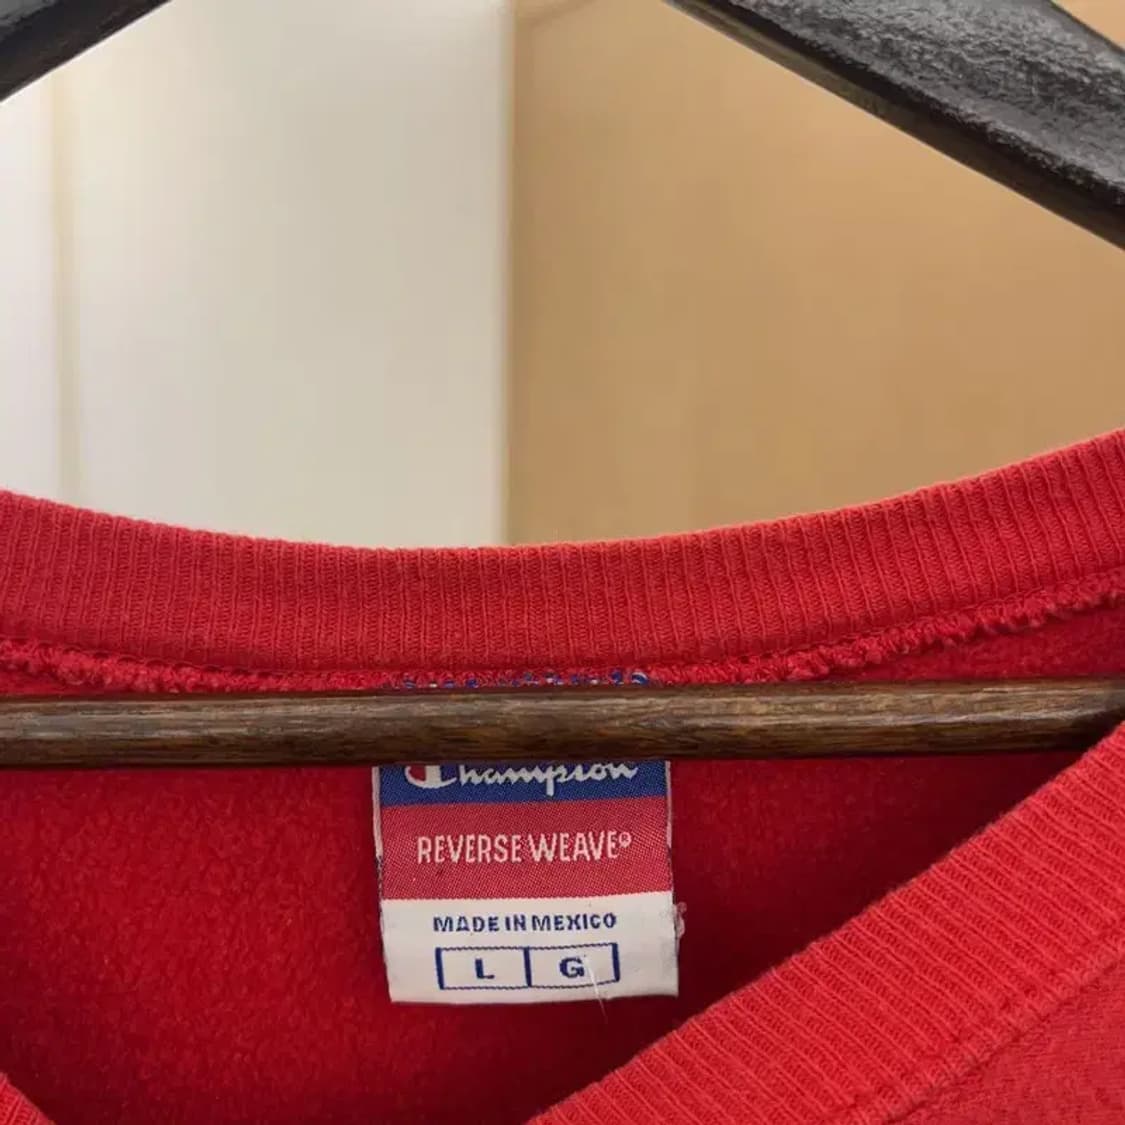 Champion
REVERSE WEAVE®
MADE IN MEXICO
L G